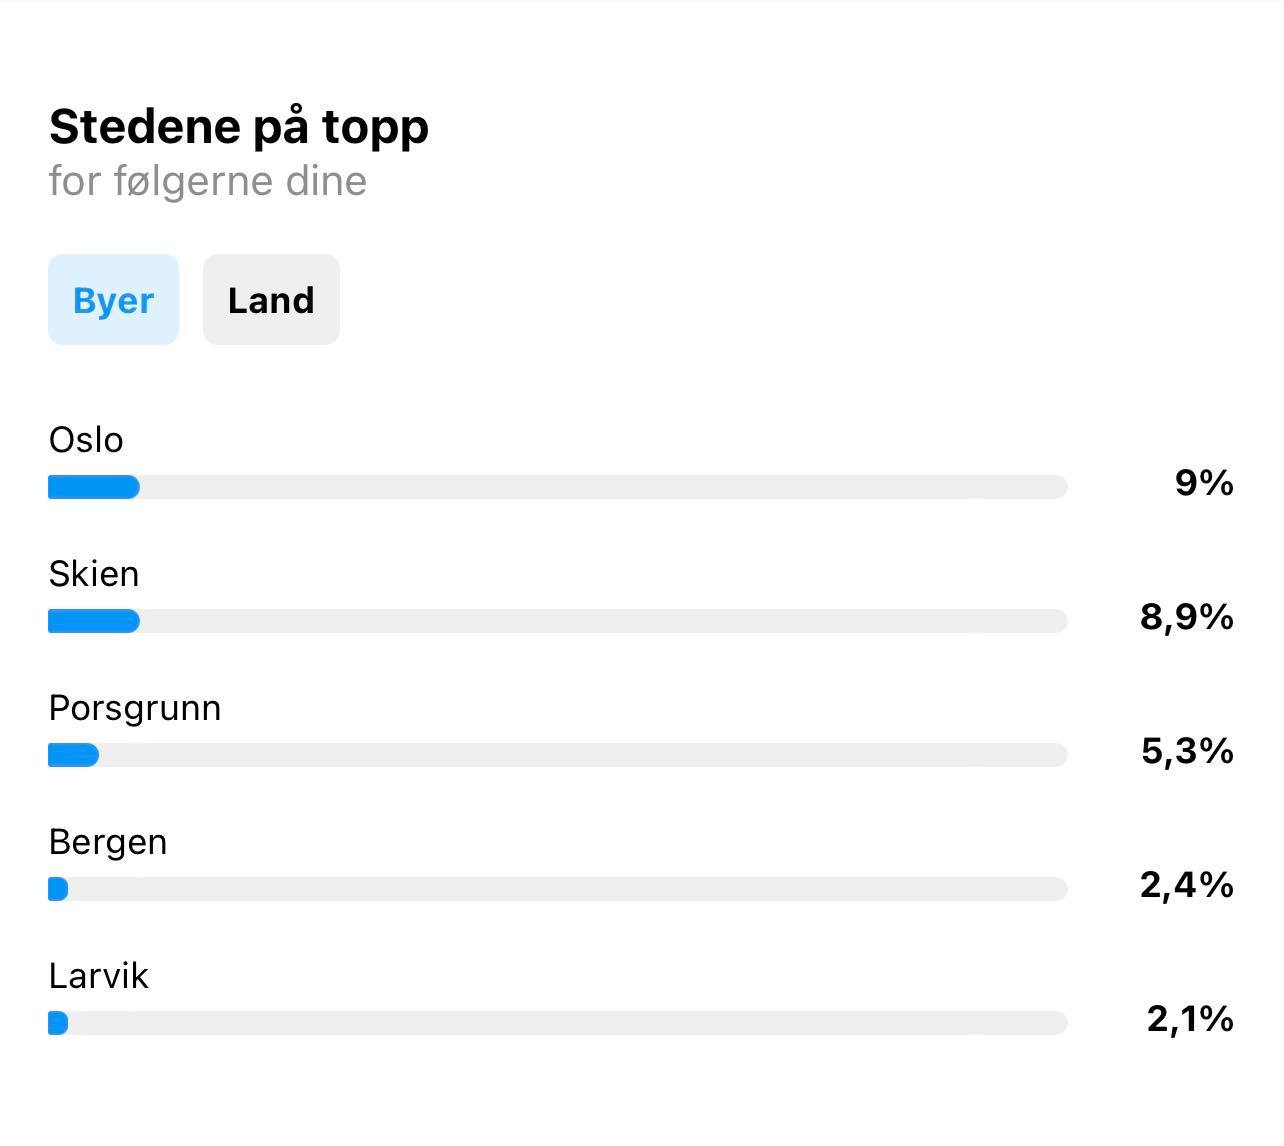 Stedene på topp
for følgerne dine
Byer Land
Oslo
9%
Skien
8,9%
Porsgrunn
5,3%
Bergen
2,4%
Larvik
2,1%